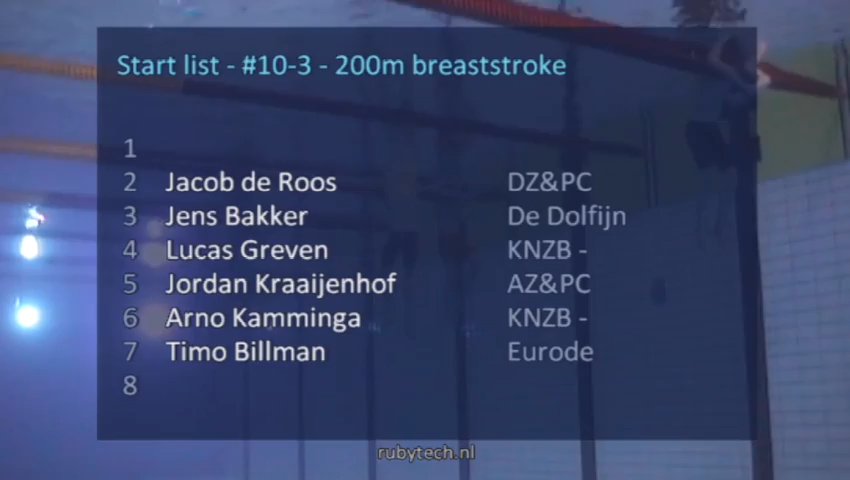 Start list - #10-3 - 200m breaststroke
1
2 Jacob de Roos DZ&PC
3 Jens Bakker De Dolfijn
4 Lucas Greven KNZB -
5 Jordan Kraaijenhof AZ&PC
6 Arno Kamminga KNZB -
7 Timo Billman Eurode
8
rubytech.nl